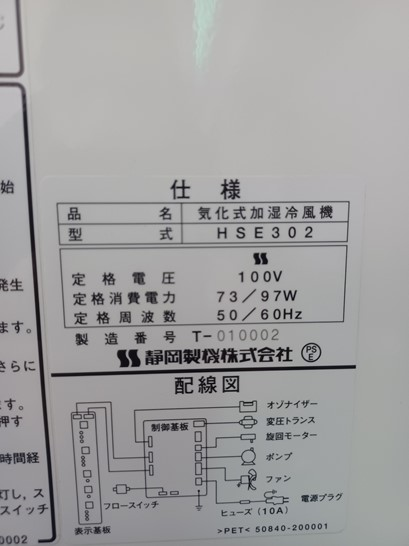 始
発生
ます。
さらに
す。
押す
時間経
灯し、ス
スイッチ
0002
仕様
品名 気化式加湿冷風機
型式 HSE302
定格電圧 100V
定格消費電力 73/97W
定格周波数 50/60Hz
製造番号 T-010002
静岡製機株式会社 PSE
配線図
オゾナイザー
制御基板
変圧トランス
旋回モーター
ポンプ
ファン
電源プラグ
フロースイッチ
ヒューズ(10A)
表示基板
>PET< 50840-200001